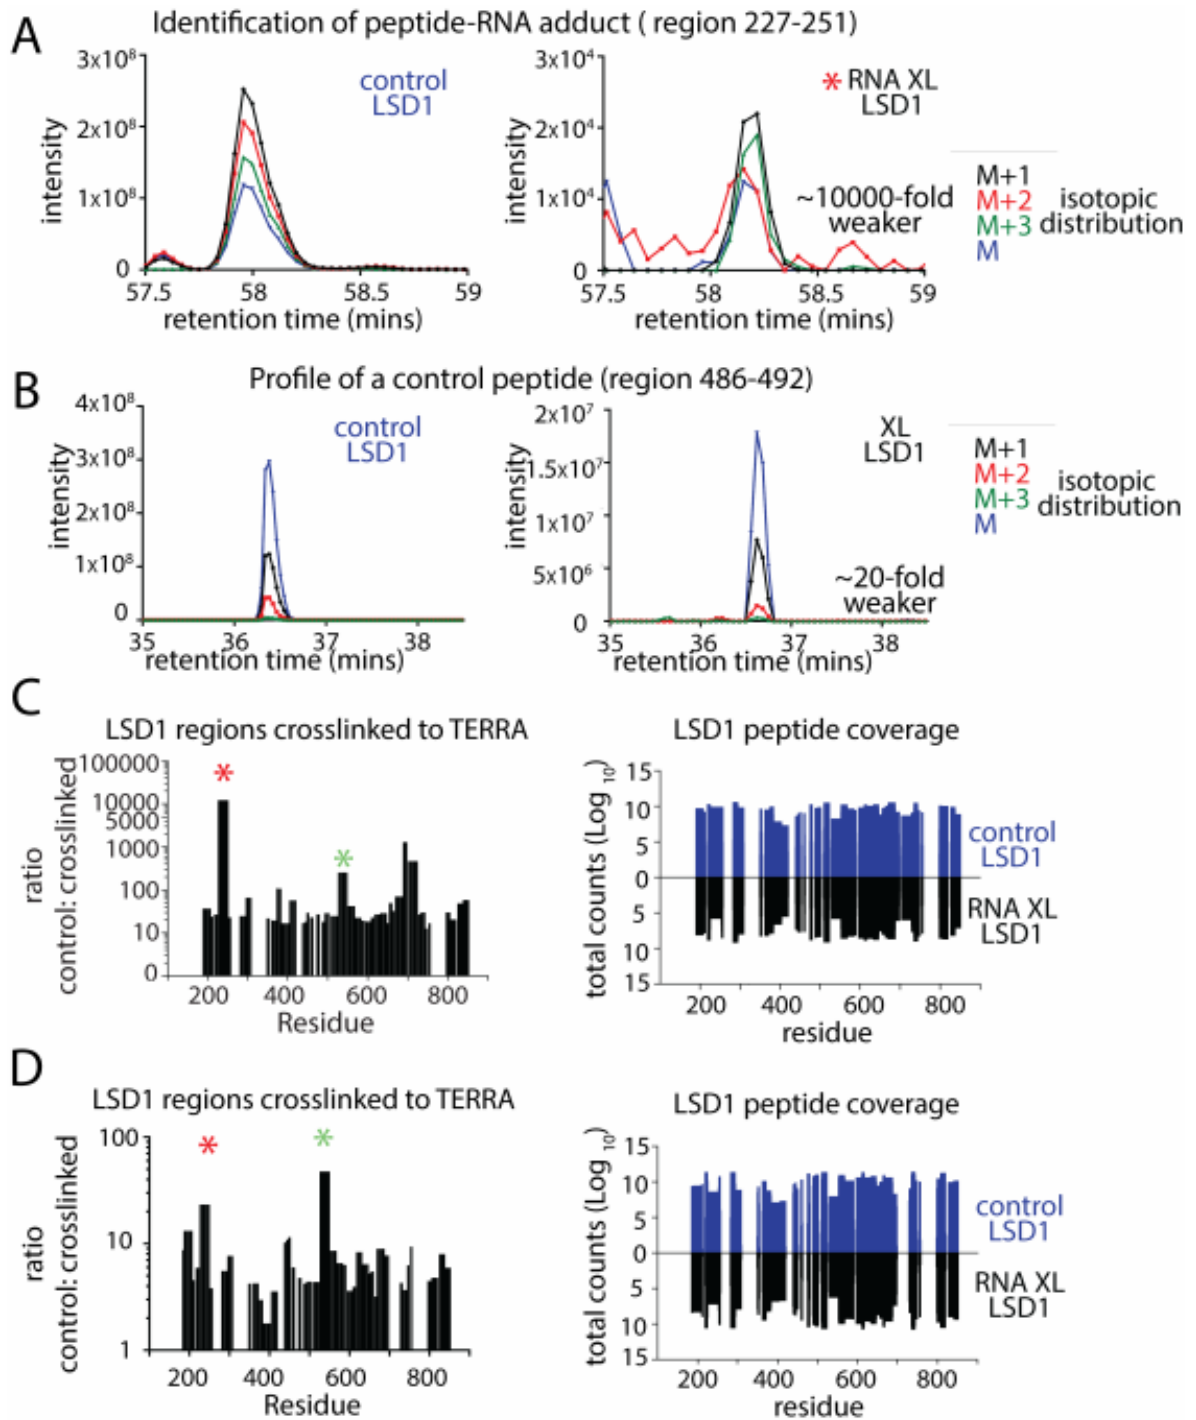 A
Identification of peptide-RNA adduct ( region 227-251)
3x10⁸
2x10⁸
1x10⁸
0
intensity
control
LSD1
57.5 58 58.5 59
retention time (mins)
3x10⁴
2x10⁴
1x10⁴
0
intensity
* RNA XL
LSD1
~10000-fold
weaker
57.5 58 58.5 59
retention time (mins)
M+1
M+2
M+3
M
isotopic
distribution
B
Profile of a control peptide (region 486-492)
4x10⁸
3x10⁸
2x10⁸
1x10⁸
0
intensity
control
LSD1
35 36 37 38
retention time (mins)
2x10⁷
1.5x10⁷
1x10⁷
5x10⁶
0
intensity
XL
LSD1
~20-fold
weaker
35 36 37 38
retention time (mins)
M+1
M+2
M+3
M
isotopic
distribution
C
LSD1 regions crosslinked to TERRA
ratio
control: crosslinked
100000
10000
5000
1000
100
10
0
*
*
200 400 600 800
Residue
LSD1 peptide coverage
total counts (Log ₁₀)
15
10
5
0
5
10
15
control
LSD1
RNA XL
LSD1
200 400 600 800
residue
D
LSD1 regions crosslinked to TERRA
ratio
control: crosslinked
100
10
1
*
*
200 400 600 800
Residue
LSD1 peptide coverage
total counts (Log ₁₀)
15
10
5
0
5
10
15
control
LSD1
RNA XL
LSD1
200 400 600 800
residue